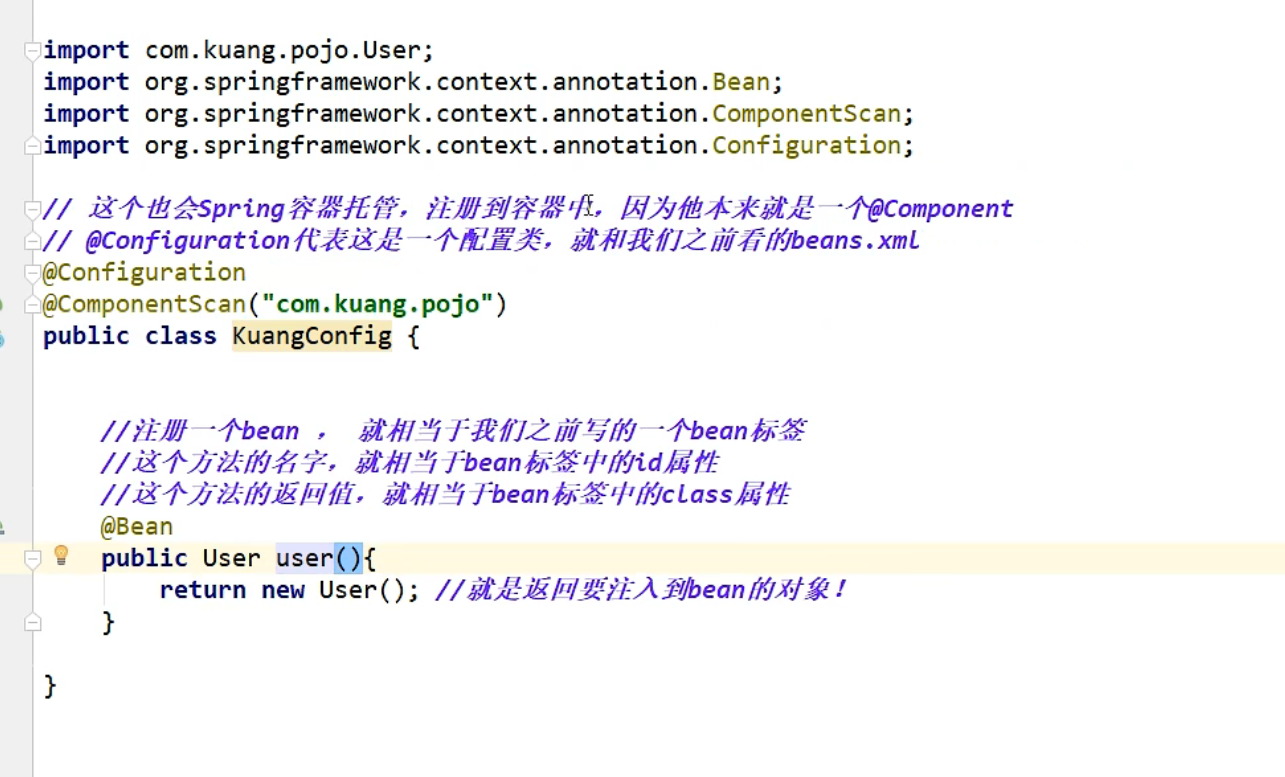 import com.kuang.pojo.User;
import org.springframework.context.annotation.Bean;
import org.springframework.context.annotation.ComponentScan;
import org.springframework.context.annotation.Configuration;
// 这个也会Spring容器托管，注册到容器中，因为他本来就是一个@Component
// @Configuration代表这是一个配置类，就和我们之前看的beans.xml
@Configuration
@ComponentScan("com.kuang.pojo")
public class KuangConfig {
//注册一个bean ， 就相当于我们之前写的一个bean标签
//这个方法的名字，就相当于bean标签中的id属性
//这个方法的返回值，就相当于bean标签中的class属性
@Bean
public User user(){
return new User(); //就是返回要注入到bean的对象！
}
}